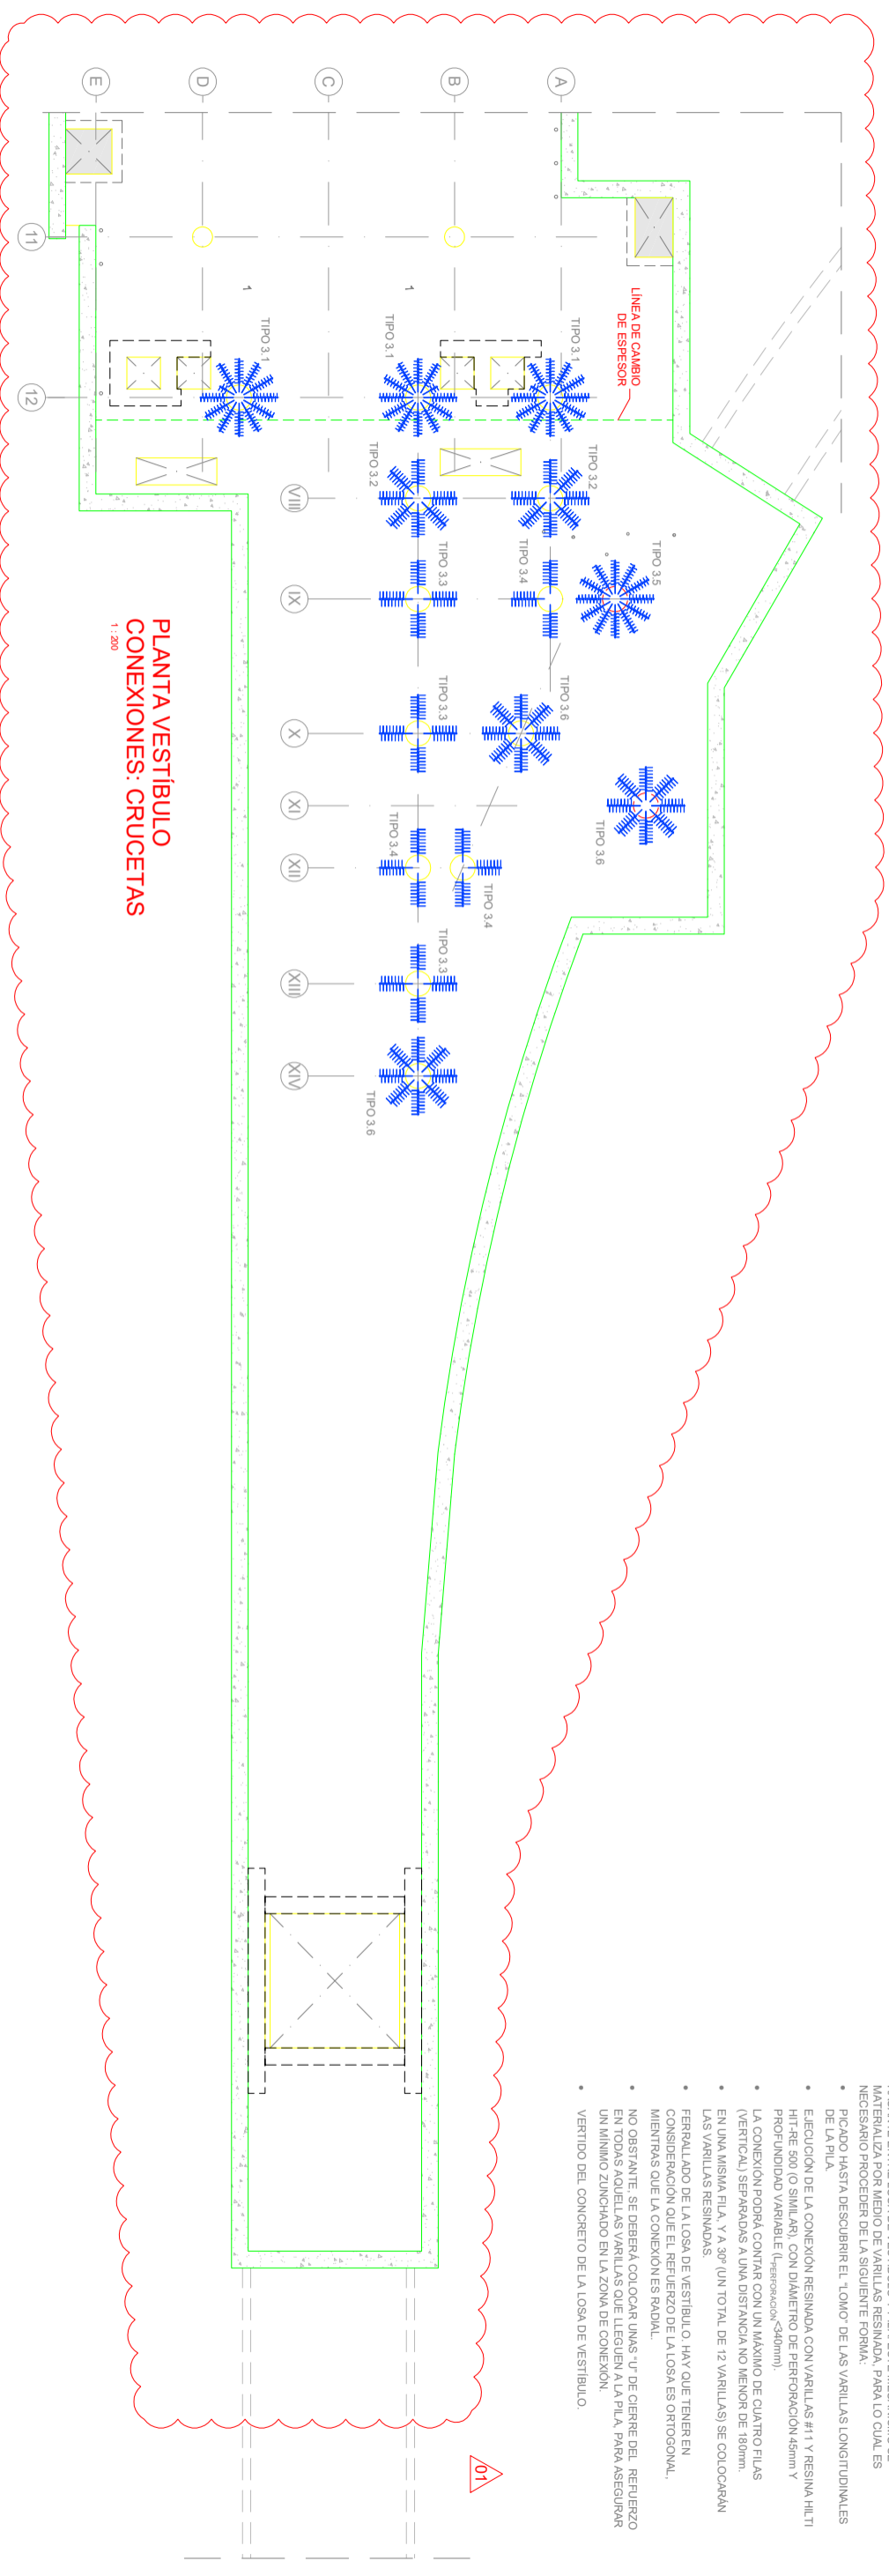 MATERIALIZA POR MEDIO DE VARILLAS RESINADA, PARA LO CUAL ES
NECESARIO PROCEDER DE LA SIGUIENTE FORMA:
• PICADO HASTA DESCUBRIR EL "LOMO" DE LAS VARILLAS LONGITUDINALES
DE LA PILA.
• EJECUCIÓN DE LA CONEXIÓN RESINADA CON VARILLAS #11 Y RESINA HILTI
HIT-RE 500 (O SIMILAR), CON DIÁMETRO DE PERFORACIÓN 45mm Y
PROFUNDIDAD VARIABLE (LPERFORACIÓN<340mm).
• LA CONEXIÓN PODRÁ CONTAR CON UN MÁXIMO DE CUATRO FILAS
(VERTICAL) SEPARADAS A UNA DISTANCIA NO MENOR DE 180mm.
• EN UNA MISMA FILA, Y A 30º (UN TOTAL DE 12 VARILLAS) SE COLOCARÁN
LAS VARILLAS RESINADAS.
• FERRALLADO DE LA LOSA DE VESTÍBULO. HAY QUE TENER EN
CONSIDERACIÓN QUE EL REFUERZO DE LA LOSA ES ORTOGONAL,
MIENTRAS QUE LA CONEXIÓN ES RADIAL.
• NO OBSTANTE, SE DEBERÁ COLOCAR UNAS "U" DE CIERRE DEL REFUERZO
EN TODAS AQUELLAS VARILLAS QUE LLEGUEN A LA PILA, PARA ASEGURAR
UN MÍNIMO ZUNCHADO EN LA ZONA DE CONEXIÓN.
• VERTIDO DEL CONCRETO DE LA LOSA DE VESTÍBULO.
01
A
B
C
D
E
11
12
VIII
IX
X
XI
XII
XIII
XIV
LÍNEA DE CAMBIO
DE ESPESOR
1
1
TIPO 3.1
TIPO 3.1
TIPO 3.1
TIPO 3.2
TIPO 3.2
TIPO 3.5
TIPO 3.4
TIPO 3.3
TIPO 3.6
TIPO 3.3
TIPO 3.6
TIPO 3.4
TIPO 3.4
TIPO 3.3
TIPO 3.6
PLANTA VESTÍBULO
CONEXIONES: CRUCETAS
1 : 200